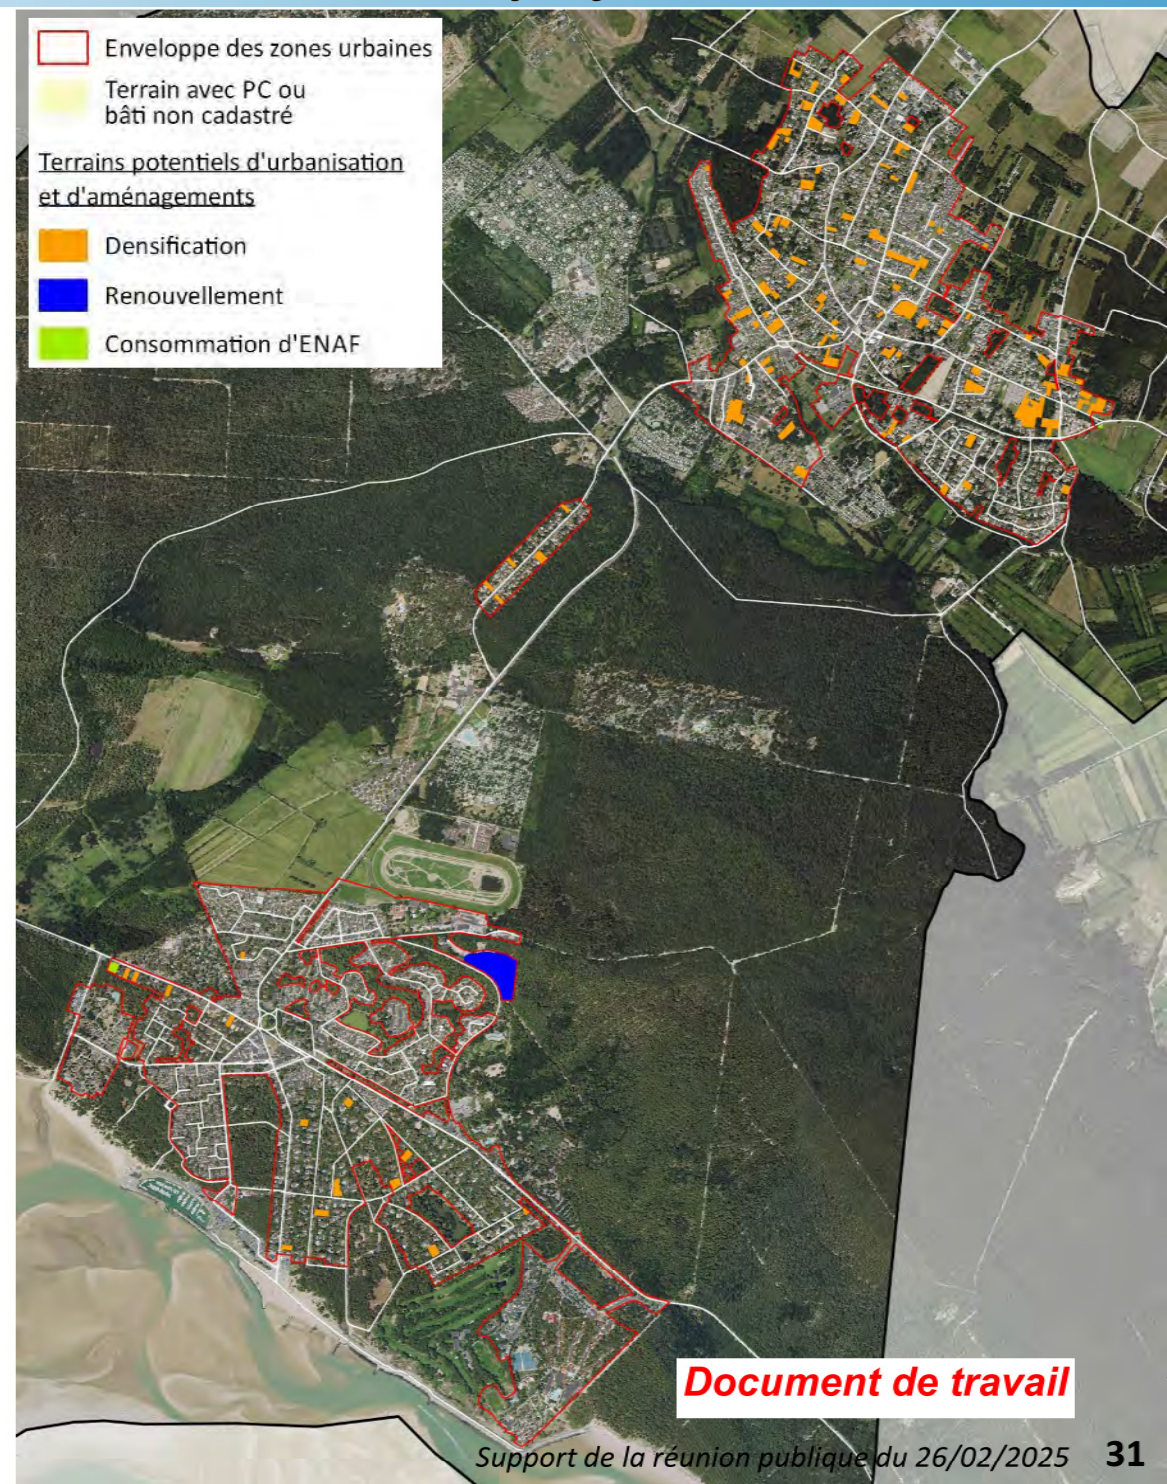 Enveloppe des zones urbaines
Terrain avec PC ou
bâti non cadastré
Terrains potentiels d'urbanisation
et d'aménagements
Densification
Renouvellement
Consommation d'ENAF
Document de travail
Support de la réunion publique du 26/02/2025 31